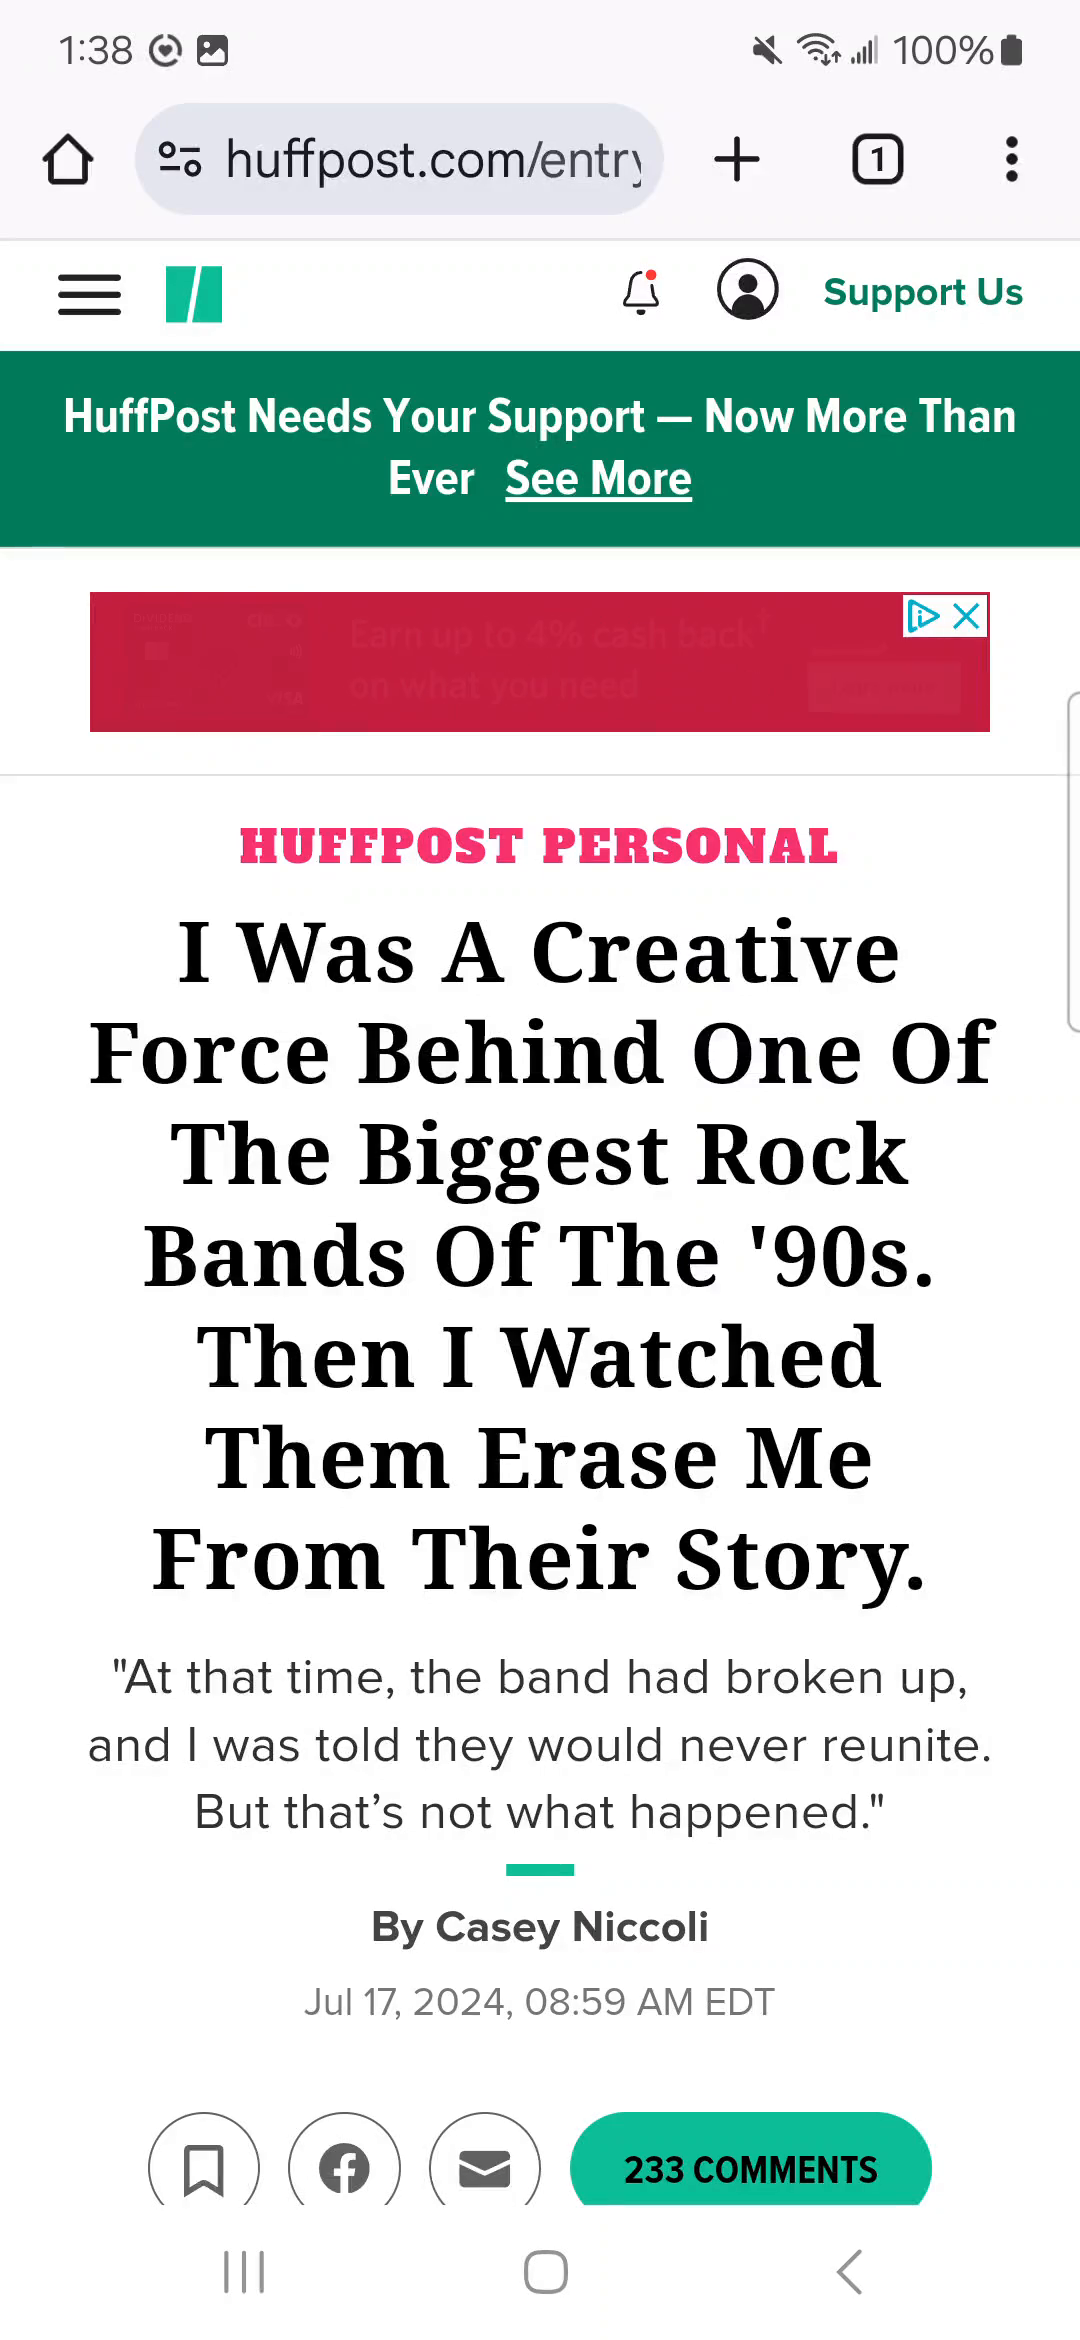 1:38
100%
huffpost.com/entry
1
Support Us
HuffPost Needs Your Support — Now More Than
Ever See More
Earn up to 4% cash back†
on what you need
HUFFPOST PERSONAL
I Was A Creative
Force Behind One Of
The Biggest Rock
Bands Of The '90s.
Then I Watched
Them Erase Me
From Their Story.
"At that time, the band had broken up,
and I was told they would never reunite.
But that’s not what happened."
By Casey Niccoli
Jul 17, 2024, 08:59 AM EDT
233 COMMENTS